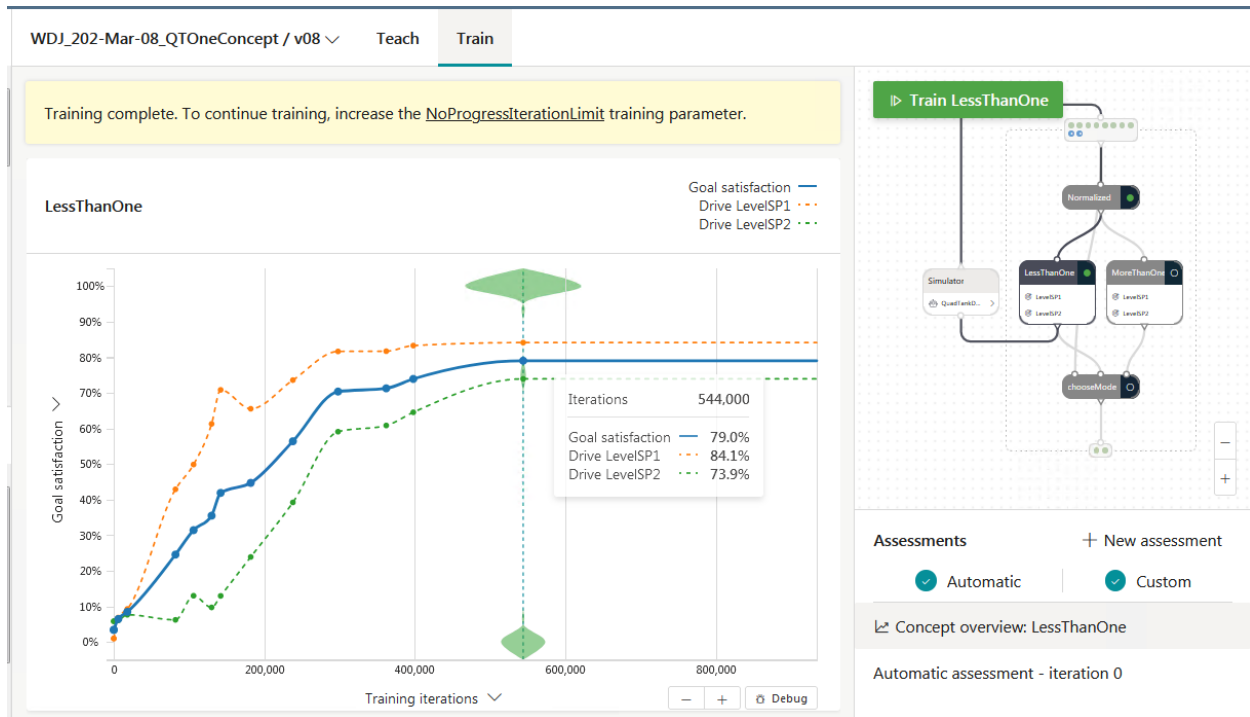 WDJ_202-Mar-08_QTOneConcept / v08
Teach
Train
Training complete. To continue training, increase the NoProgressIterationLimit training parameter.
LessThanOne
Goal satisfaction
Drive LevelSP1
Drive LevelSP2
100%
90%
80%
70%
60%
50%
40%
30%
20%
10%
0%
Goal satisfaction
Iterations 544,000
Goal satisfaction 79.0%
Drive LevelSP1 84.1%
Drive LevelSP2 73.9%
0 200,000 400,000 600,000 800,000
Training iterations
− + Debug
Train LessThanOne
Normalized
Simulator
QuadTankD...
LessThanOne
LevelSP1
LevelSP2
MoreThanOne
LevelSP1
LevelSP2
chooseMode
−
+
Assessments + New assessment
Automatic Custom
Concept overview: LessThanOne
Automatic assessment - iteration 0